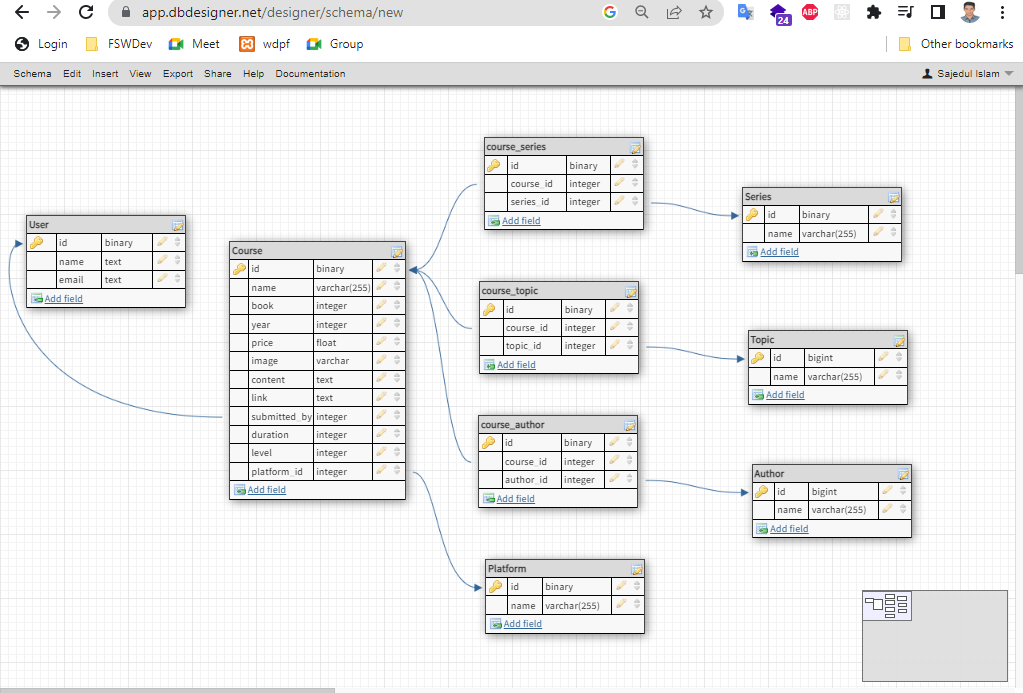 app.dbdesigner.net/designer/schema/new
24
ABP
Login
FSWDev
Meet
wdpf
Group
Other bookmarks
Schema Edit Insert View Export Share Help Documentation
Sajedul Islam
User
id binary
name text
email text
Add field
Course
id binary
name varchar(255)
book integer
year integer
price float
image varchar
content text
link text
submitted_by integer
duration integer
level integer
platform_id integer
Add field
course_series
id binary
course_id integer
series_id integer
Add field
course_topic
id binary
course_id integer
topic_id integer
Add field
course_author
id binary
course_id integer
author_id integer
Add field
Platform
id binary
name varchar(255)
Add field
Series
id binary
name varchar(255)
Add field
Topic
id bigint
name varchar(255)
Add field
Author
id bigint
name varchar(255)
Add field